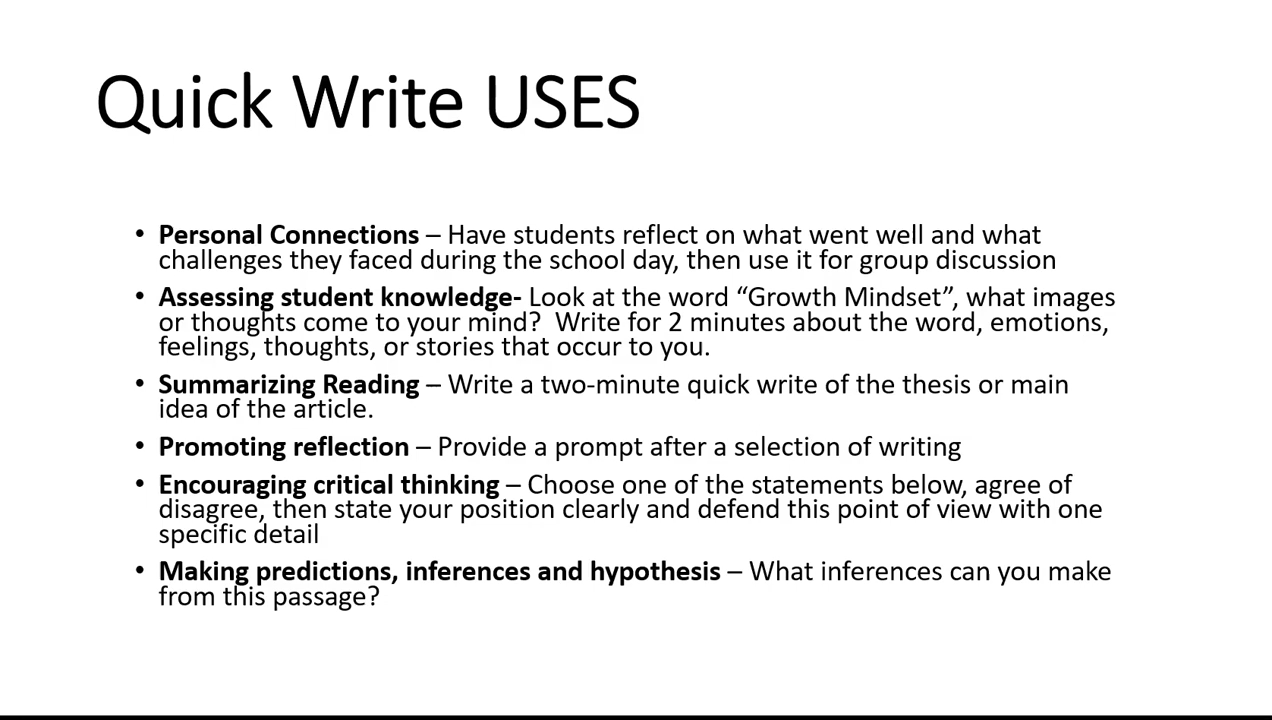 Quick Write USES
• Personal Connections – Have students reflect on what went well and what
challenges they faced during the school day, then use it for group discussion
• Assessing student knowledge- Look at the word “Growth Mindset”, what images
or thoughts come to your mind?  Write for 2 minutes about the word, emotions,
feelings, thoughts, or stories that occur to you.
• Summarizing Reading – Write a two-minute quick write of the thesis or main
idea of the article.
• Promoting reflection – Provide a prompt after a selection of writing
• Encouraging critical thinking – Choose one of the statements below, agree of
disagree, then state your position clearly and defend this point of view with one
specific detail
• Making predictions, inferences and hypothesis – What inferences can you make
from this passage?